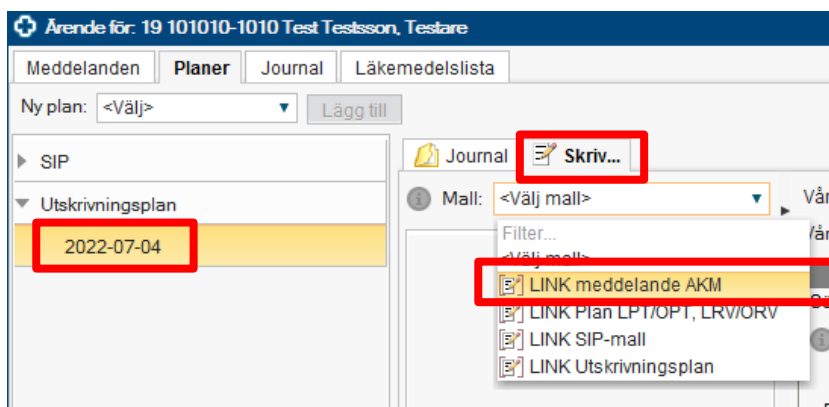 Ärende för: 19 101010-1010 Test Testsson, Testare
Meddelanden Planer Journal Läkemedelslista
Ny plan: <Välj> Lägg till
SIP
Utskrivningsplan
2022-07-04
Journal Skriv...
Mall: <Välj mall> Vår
Filter...
<Välj mall>
LINK meddelande AKM
LINK Plan LPT/OPT, LRV/ORV
LINK SIP-mall
LINK Utskrivningsplan